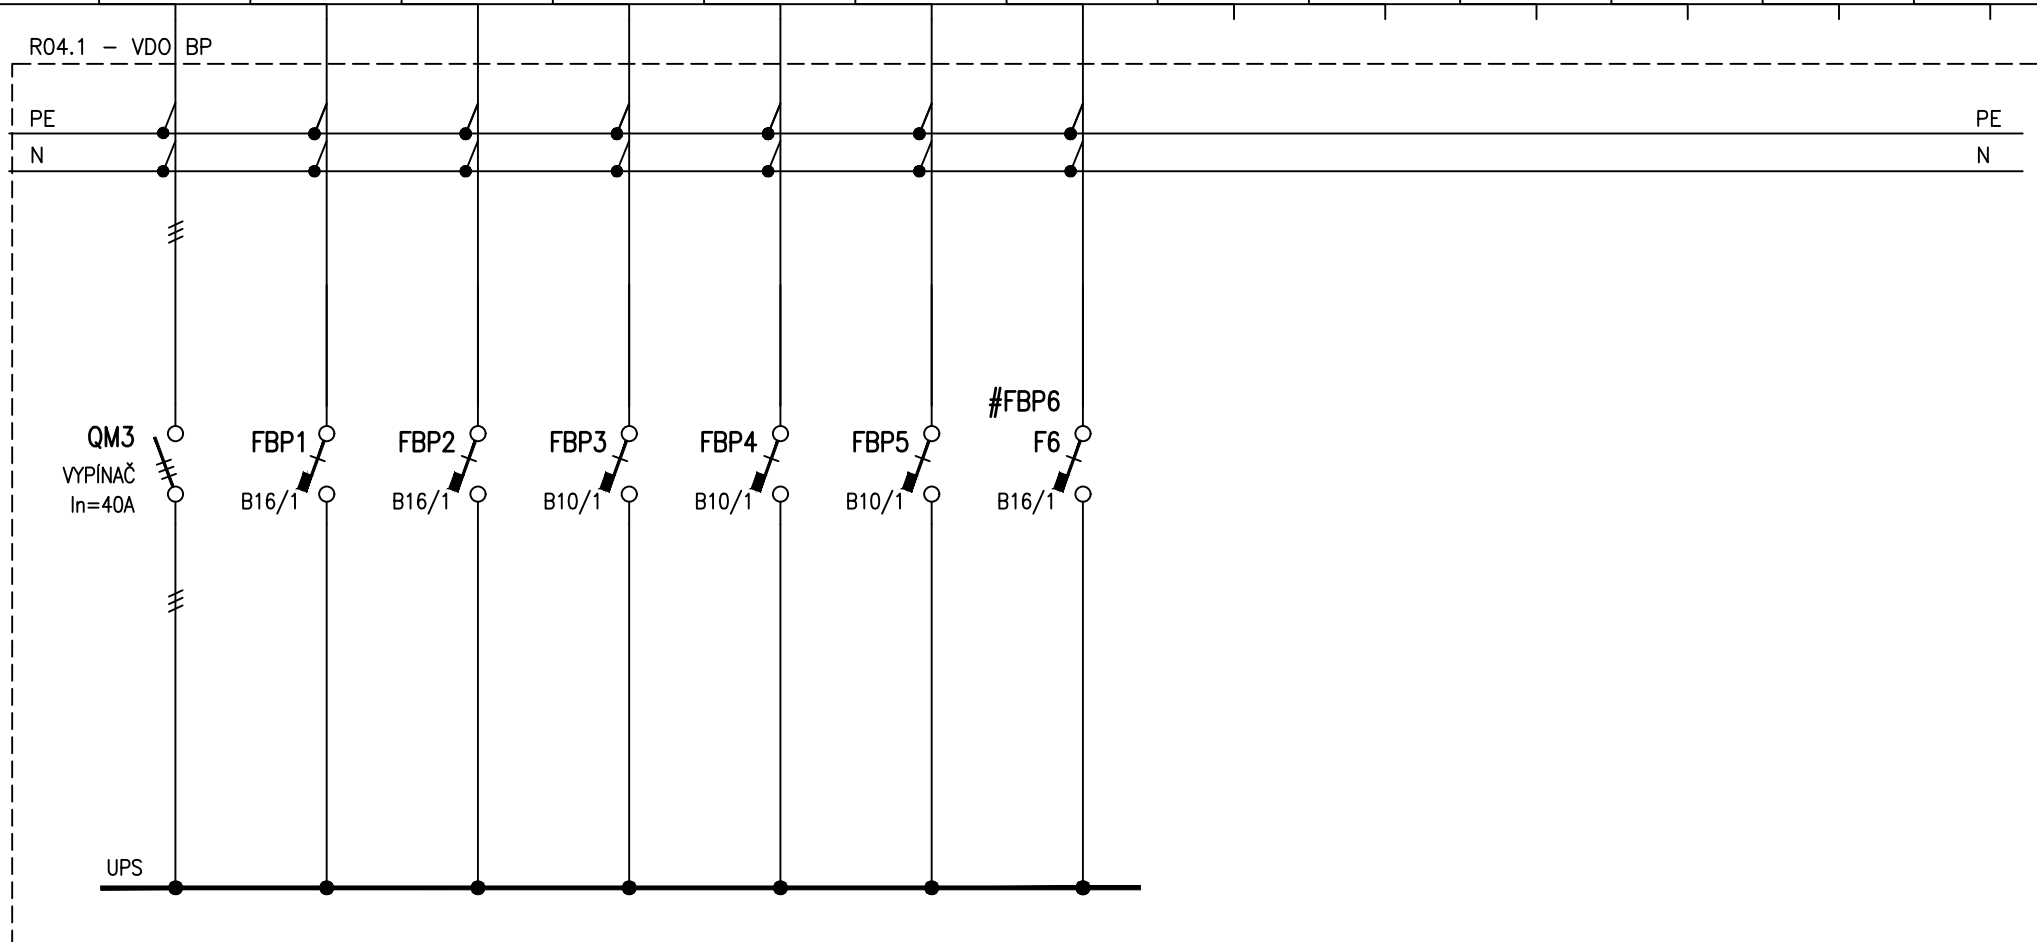 R04.1 - VDO BP
PE PE
N N
#FBP6
QM3 FBP1 FBP2 FBP3 FBP4 FBP5 F6
VYPÍNAČ
In=40A B16/1 B16/1 B10/1 B10/1 B10/1 B16/1
UPS